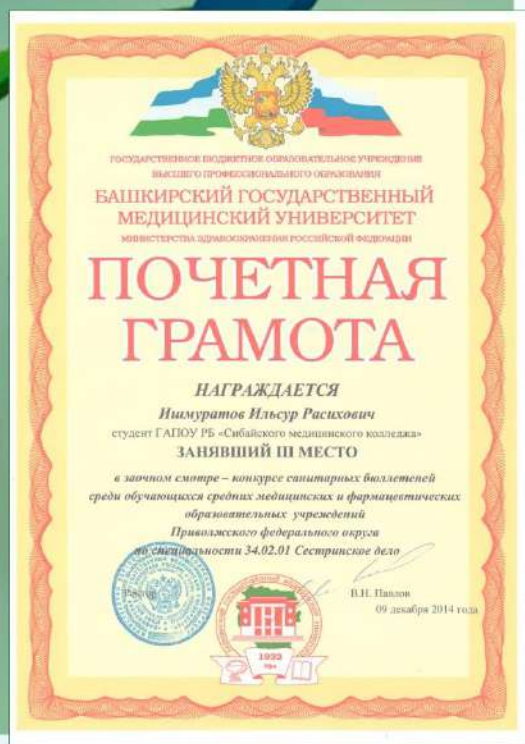 ГОСУДАРСТВЕННОЕ БЮДЖЕТНОЕ ОБРАЗОВАТЕЛЬНОЕ УЧРЕЖДЕНИЕ
ВЫСШЕГО ПРОФЕССИОНАЛЬНОГО ОБРАЗОВАНИЯ
БАШКИРСКИЙ ГОСУДАРСТВЕННЫЙ
МЕДИЦИНСКИЙ УНИВЕРСИТЕТ
МИНИСТЕРСТВА ЗДРАВООХРАНЕНИЯ РОССИЙСКОЙ ФЕДЕРАЦИИ
ПОЧЕТНАЯ
ГРАМОТА
НАГРАЖДАЕТСЯ
Ишмуратов Ильсур Расихович
студент ГАПОУ РБ «Сибайского медицинского колледжа»
ЗАНЯВШИЙ III МЕСТО
в заочном смотре – конкурсе санитарных бюллетеней
среди обучающихся средних медицинских и фармацевтических
образовательных учреждений
Приволжского федерального округа
по специальности 34.02.01 Сестринское дело
Ректор В.Н. Павлов
09 декабря 2014 года
1932